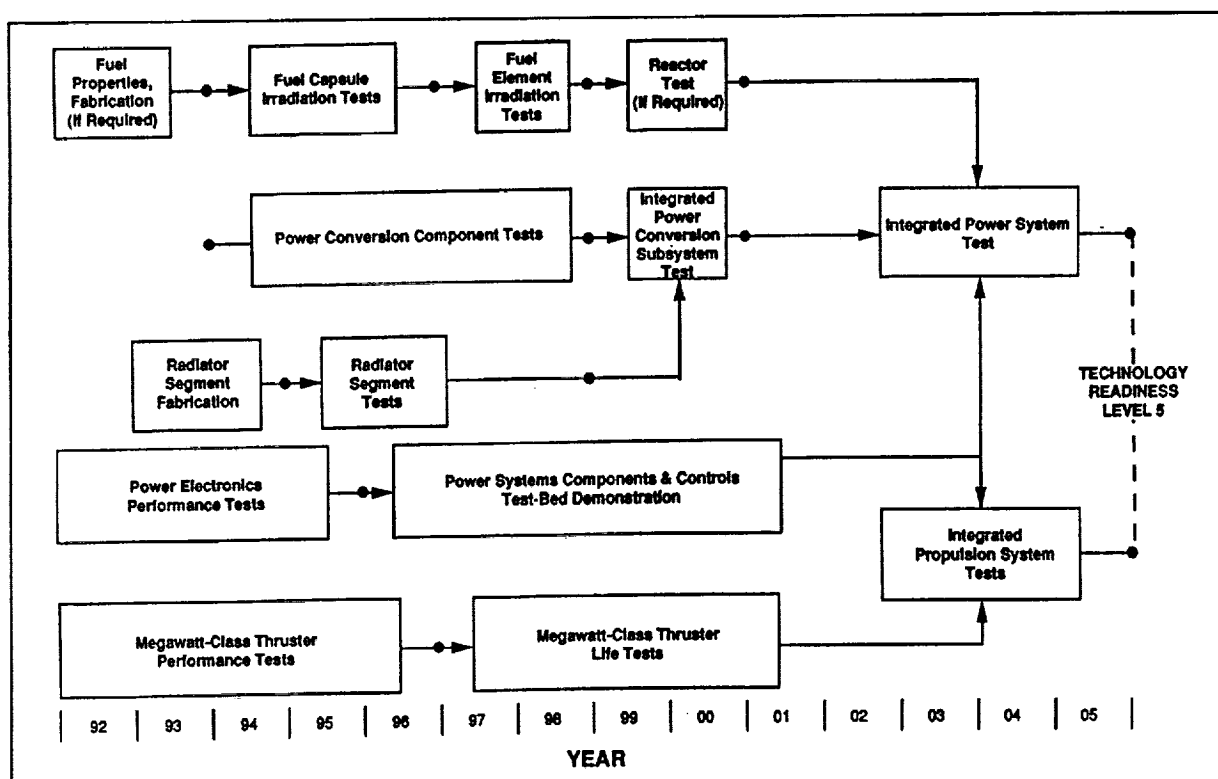 Fuel
Properties,
Fabrication
(If Required)
Fuel Capsule
Irradiation Tests
Fuel
Element
Irradiation
Tests
Reactor
Test
(If Required)
Power Conversion Component Tests
Integrated
Power
Conversion
Subsystem
Test
Integrated Power System
Test
Radiator
Segment
Fabrication
Radiator
Segment
Tests
TECHNOLOGY
READINESS
LEVEL 5
Power Electronics
Performance Tests
Power Systems Components & Controls
Test-Bed Demonstration
Integrated
Propulsion System
Tests
Megawatt-Class Thruster
Performance Tests
Megawatt-Class Thruster
Life Tests
92 93 94 95 96 97 98 99 00 01 02 03 04 05
YEAR